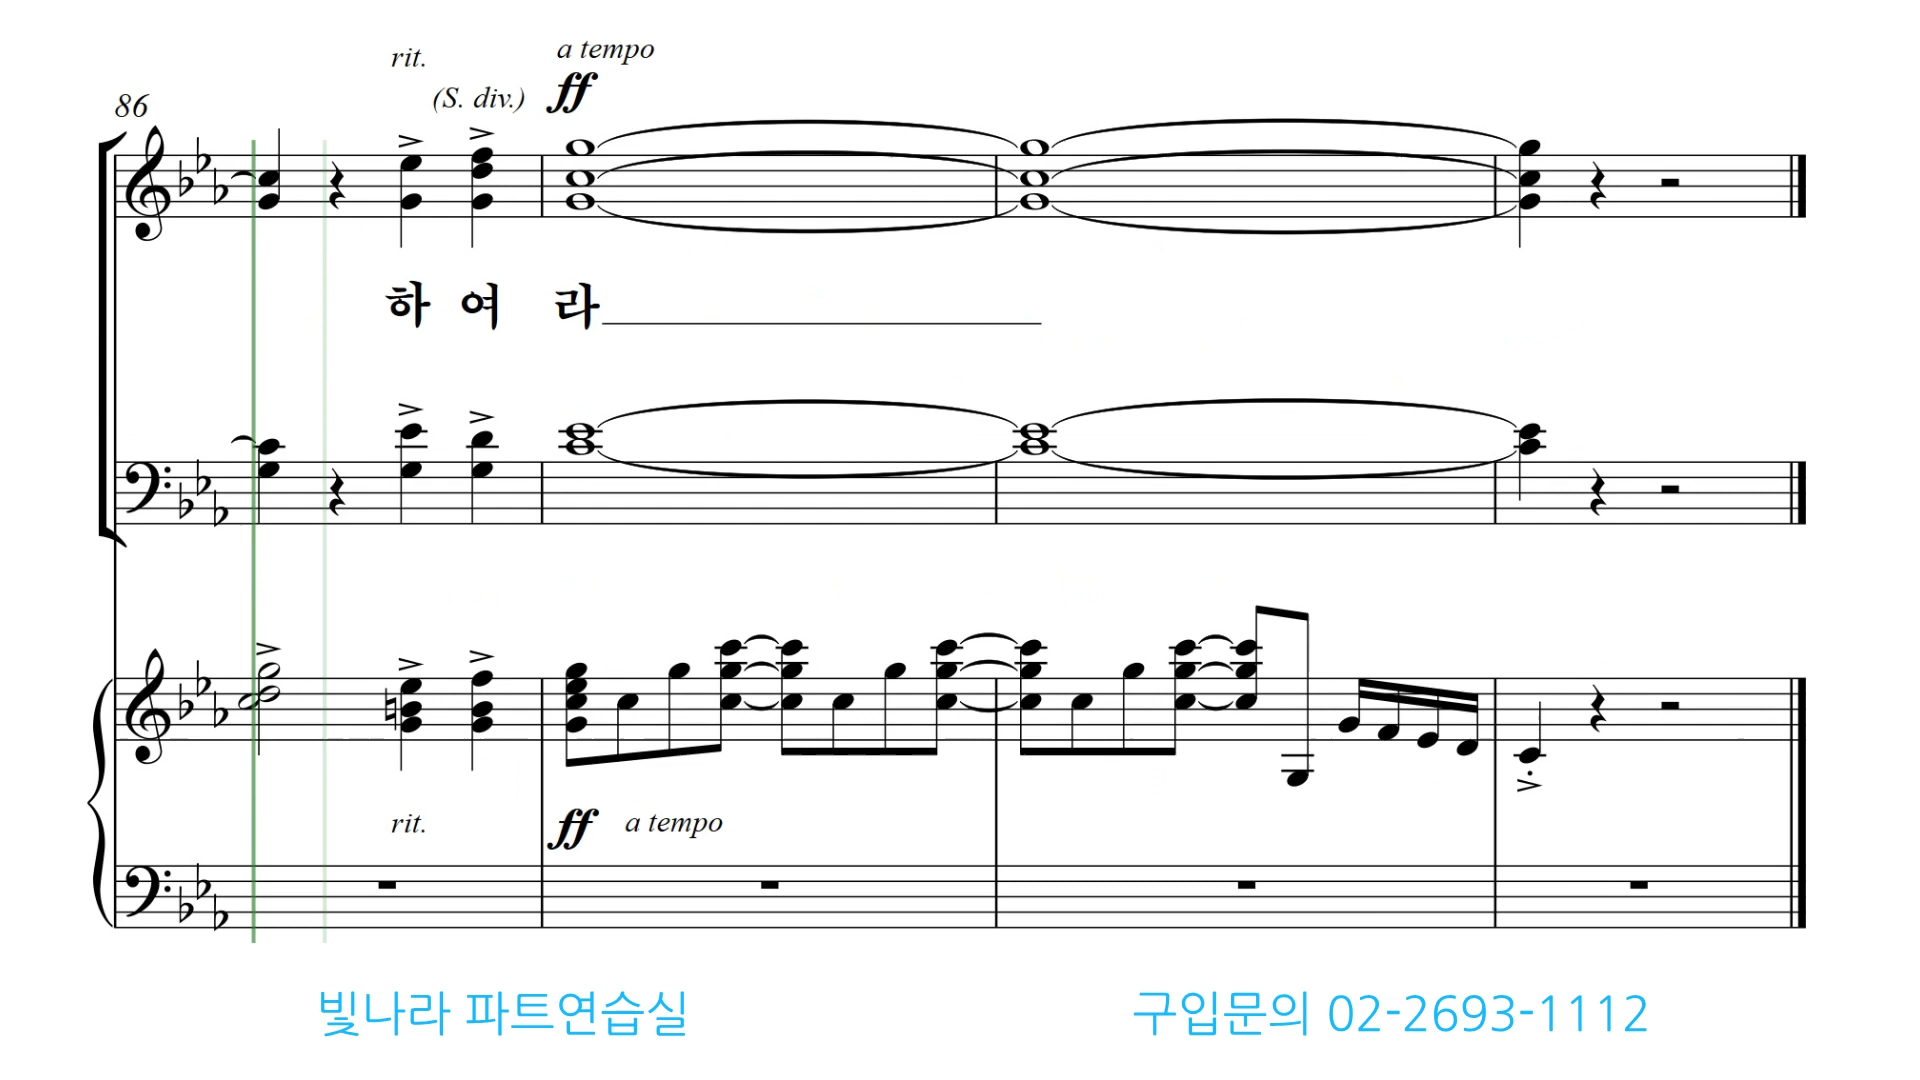 rit.
a tempo
86
(S. div.)
ff
하 여 라
rit.
ff a tempo
빛나라 파트연습실
구입문의 02-2693-1112